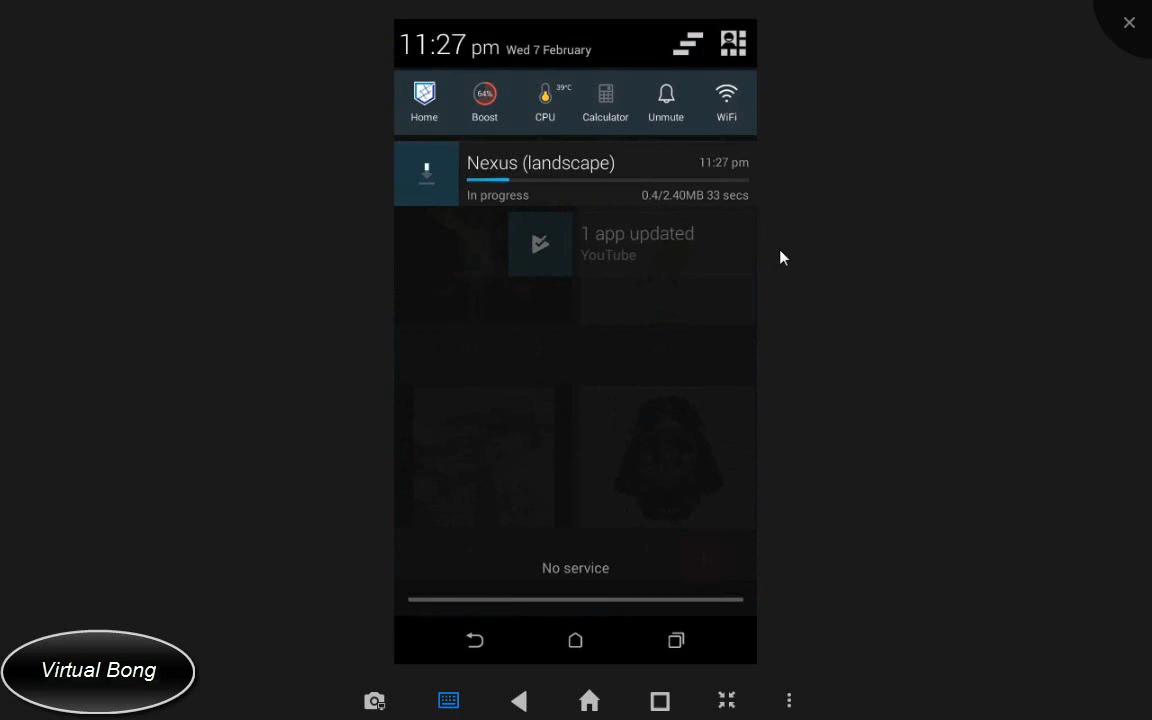 11:27 pm Wed 7 February
64%
39°C
Home Boost CPU Calculator Unmute WiFi
Nexus (landscape) 11:27 pm
In progress 0.4/2.40MB 33 secs
1 app updated
YouTube
No service
Virtual Bong